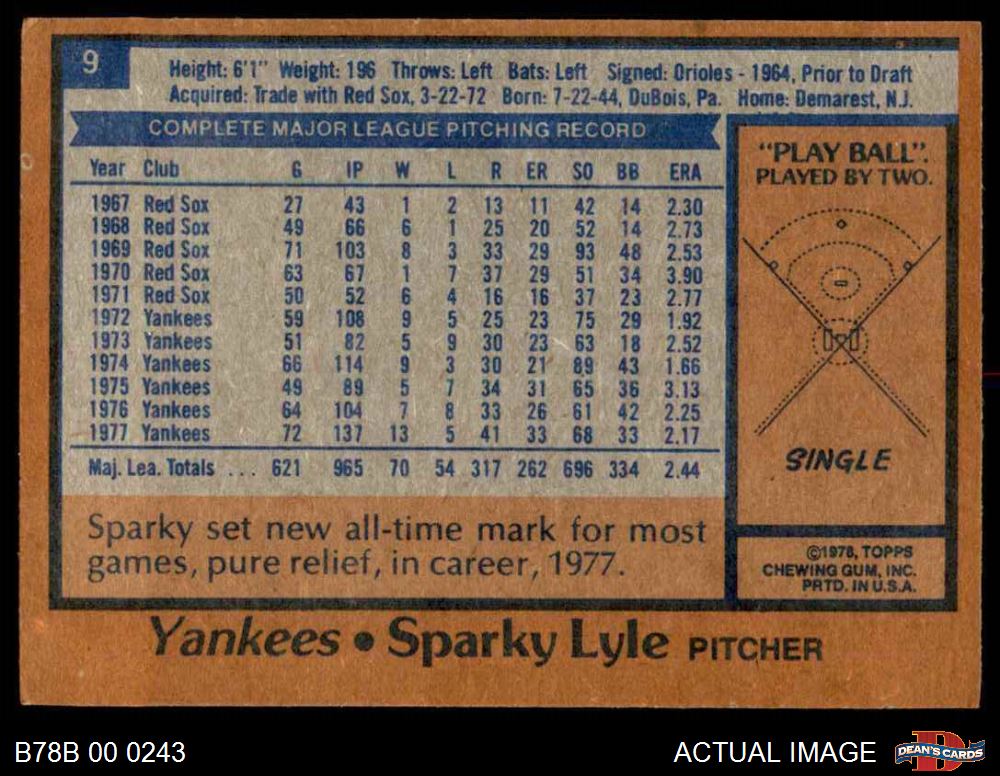 9
Height: 6'1" Weight: 196 Throws: Left Bats: Left Signed: Orioles - 1964, Prior to Draft
Acquired: Trade with Red Sox, 3-22-72 Born: 7-22-44, DuBois, Pa. Home: Demarest, N.J.
COMPLETE MAJOR LEAGUE PITCHING RECORD
Year Club G IP W L R ER SO BB ERA
1967 Red Sox 27 43 1 2 13 11 42 14 2.30
1968 Red Sox 49 66 6 1 25 20 52 14 2.73
1969 Red Sox 71 103 8 3 33 29 93 48 2.53
1970 Red Sox 63 67 1 7 37 29 51 34 3.90
1971 Red Sox 50 52 6 4 16 16 37 23 2.77
1972 Yankees 59 108 9 5 25 23 75 29 1.92
1973 Yankees 51 82 5 9 30 23 63 18 2.52
1974 Yankees 66 114 9 3 30 21 89 43 1.66
1975 Yankees 49 89 5 7 34 31 65 36 3.13
1976 Yankees 64 104 7 8 33 26 61 42 2.25
1977 Yankees 72 137 13 5 41 33 68 33 2.17
Maj. Lea. Totals ... 621 965 70 54 317 262 696 334 2.44
Sparky set new all-time mark for most
games, pure relief, in career, 1977.
"PLAY BALL".
PLAYED BY TWO.
SINGLE
©1978, TOPPS
CHEWING GUM, INC.
PRTD. IN U.S.A.
Yankees • Sparky Lyle PITCHER
B78B 00 0243
ACTUAL IMAGE
DEAN'S CARDS